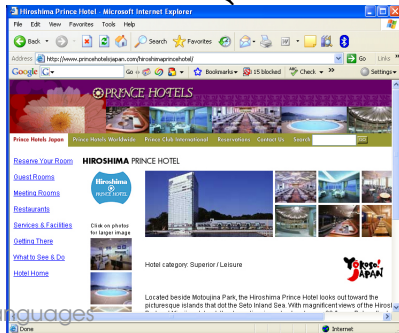 Hiroshima Prince Hotel - Microsoft Internet Explorer
File Edit View Favorites Tools Help
Back Search Favorites
Address http://www.princehotelsjapan.com/hiroshimaprincehotel/ Go Links »
Google G Go Bookmarks 15 blocked Check » Settings
PRINCE HOTELS
Prince Hotels Japan Prince Hotels Worldwide Prince Club International Reservations Contact Us Search
Reserve Your Room
HIROSHIMA PRINCE HOTEL
Guest Rooms
Meeting Rooms
Restaurants
Services & Facilities
Getting There
What to See & Do
Hotel Home
Hiroshima
PRINCE HOTEL
Click on photos
for larger image
Hotel category: Superior / Leisure
Yokoso!
JAPAN
Located beside Motoujina Park, the Hiroshima Prince Hotel looks out toward the
picturesque islands that dot the Seto Inland Sea. With magnificent views of the Hirosh
nguages
Done Internet